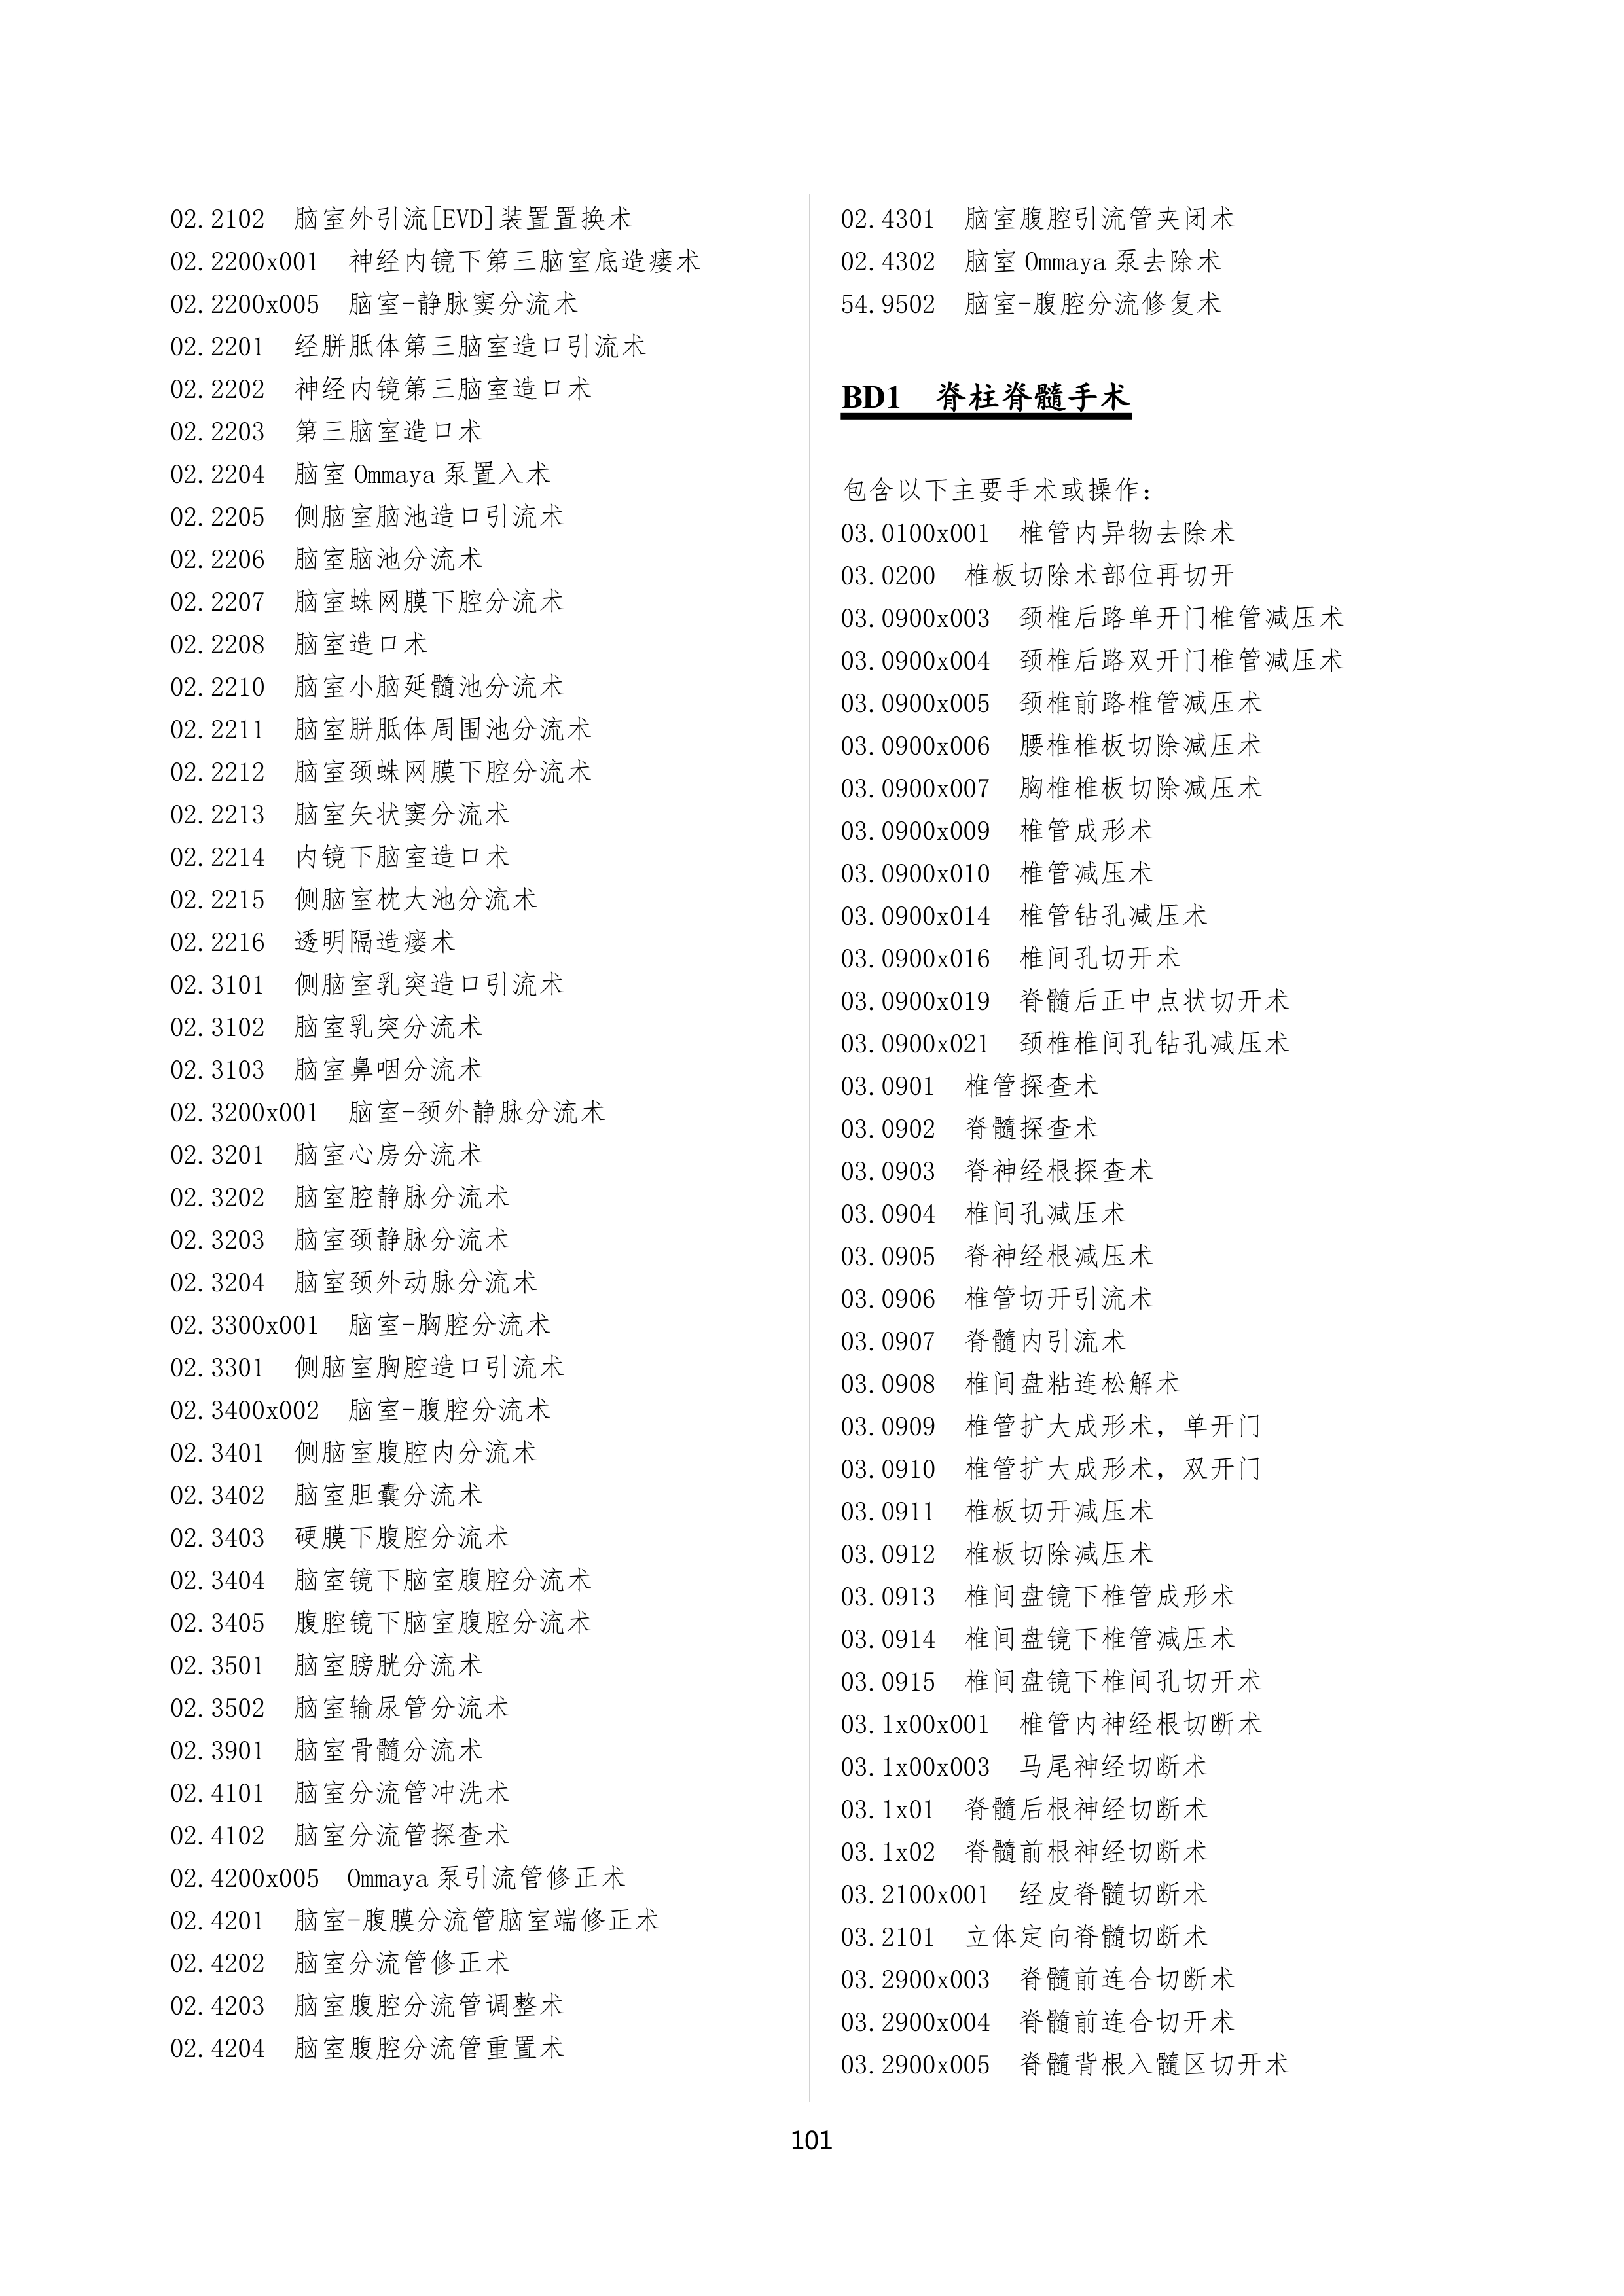 02.2102 脑室外引流[EVD]装置置换术
02.2200x001 神经内镜下第三脑室底造瘘术
02.2200x005 脑室-静脉窦分流术
02.2201 经胼胝体第三脑室造口引流术
02.2202 神经内镜第三脑室造口术
02.2203 第三脑室造口术
02.2204 脑室Ommaya泵置入术
02.2205 侧脑室脑池造口引流术
02.2206 脑室脑池分流术
02.2207 脑室蛛网膜下腔分流术
02.2208 脑室造口术
02.2210 脑室小脑延髓池分流术
02.2211 脑室胼胝体周围池分流术
02.2212 脑室颈蛛网膜下腔分流术
02.2213 脑室矢状窦分流术
02.2214 内镜下脑室造口术
02.2215 侧脑室枕大池分流术
02.2216 透明隔造瘘术
02.3101 侧脑室乳突造口引流术
02.3102 脑室乳突分流术
02.3103 脑室鼻咽分流术
02.3200x001 脑室-颈外静脉分流术
02.3201 脑室心房分流术
02.3202 脑室腔静脉分流术
02.3203 脑室颈静脉分流术
02.3204 脑室颈外动脉分流术
02.3300x001 脑室-胸腔分流术
02.3301 侧脑室胸腔造口引流术
02.3400x002 脑室-腹腔分流术
02.3401 侧脑室腹腔内分流术
02.3402 脑室胆囊分流术
02.3403 硬膜下腹腔分流术
02.3404 脑室镜下脑室腹腔分流术
02.3405 腹腔镜下脑室腹腔分流术
02.3501 脑室膀胱分流术
02.3502 脑室输尿管分流术
02.3901 脑室骨髓分流术
02.4101 脑室分流管冲洗术
02.4102 脑室分流管探查术
02.4200x005 Ommaya泵引流管修正术
02.4201 脑室-腹膜分流管脑室端修正术
02.4202 脑室分流管修正术
02.4203 脑室腹腔分流管调整术
02.4204 脑室腹腔分流管重置术
02.4301 脑室腹腔引流管夹闭术
02.4302 脑室Ommaya泵去除术
54.9502 脑室-腹腔分流修复术
BD1 脊柱脊髓手术
包含以下主要手术或操作:
03.0100x001 椎管内异物去除术
03.0200 椎板切除术部位再切开
03.0900x003 颈椎后路单开门椎管减压术
03.0900x004 颈椎后路双开门椎管减压术
03.0900x005 颈椎前路椎管减压术
03.0900x006 腰椎椎板切除减压术
03.0900x007 胸椎椎板切除减压术
03.0900x009 椎管成形术
03.0900x010 椎管减压术
03.0900x014 椎管钻孔减压术
03.0900x016 椎间孔切开术
03.0900x019 脊髓后正中点状切开术
03.0900x021 颈椎椎间孔钻孔减压术
03.0901 椎管探查术
03.0902 脊髓探查术
03.0903 脊神经根探查术
03.0904 椎间孔减压术
03.0905 脊神经根减压术
03.0906 椎管切开引流术
03.0907 脊髓内引流术
03.0908 椎间盘粘连松解术
03.0909 椎管扩大成形术，单开门
03.0910 椎管扩大成形术，双开门
03.0911 椎板切开减压术
03.0912 椎板切除减压术
03.0913 椎间盘镜下椎管成形术
03.0914 椎间盘镜下椎管减压术
03.0915 椎间盘镜下椎间孔切开术
03.1x00x001 椎管内神经根切断术
03.1x00x003 马尾神经切断术
03.1x01 脊髓后根神经切断术
03.1x02 脊髓前根神经切断术
03.2100x001 经皮脊髓切断术
03.2101 立体定向脊髓切断术
03.2900x003 脊髓前连合切断术
03.2900x004 脊髓前连合切开术
03.2900x005 脊髓背根入髓区切开术
101